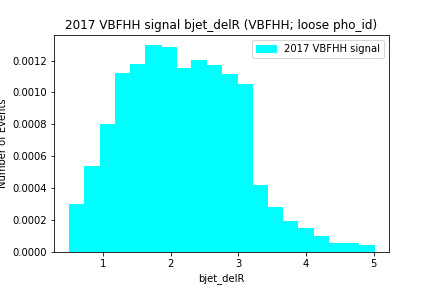 2017 VBFHH signal bjet_delR (VBFHH; loose pho_id)
2017 VBFHH signal
0.0012
0.0010
0.0008
0.0006
0.0004
0.0002
0.0000
Number of Events
1 2 3 4 5
bjet_delR